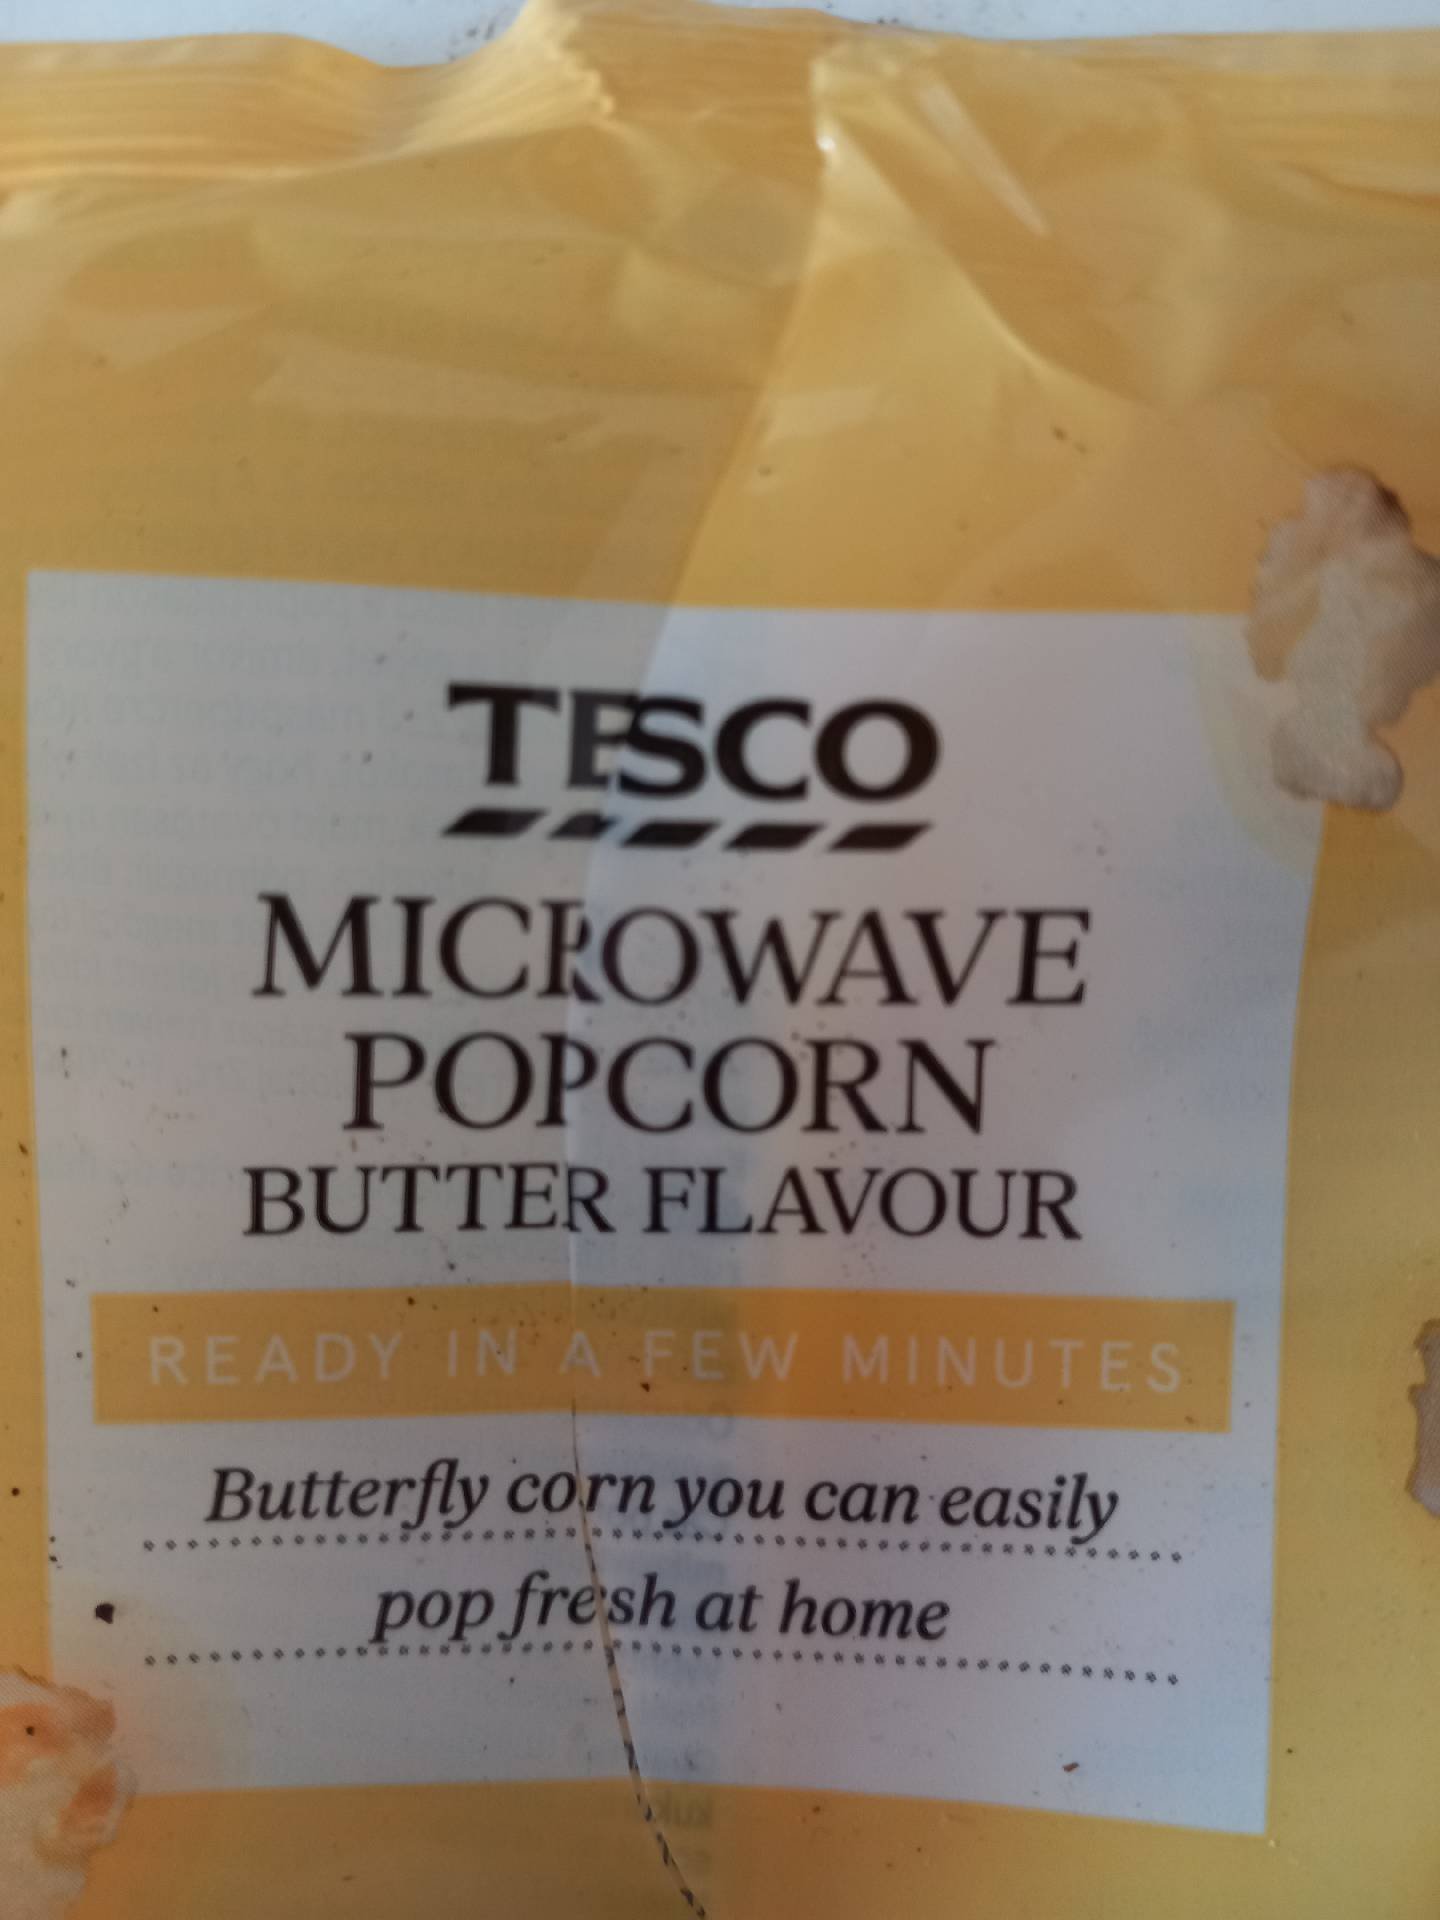 TESCO
MICROWAVE
POPCORN
BUTTER FLAVOUR
READY IN A FEW MINUTES
Butterfly corn you can easily
pop fresh at home